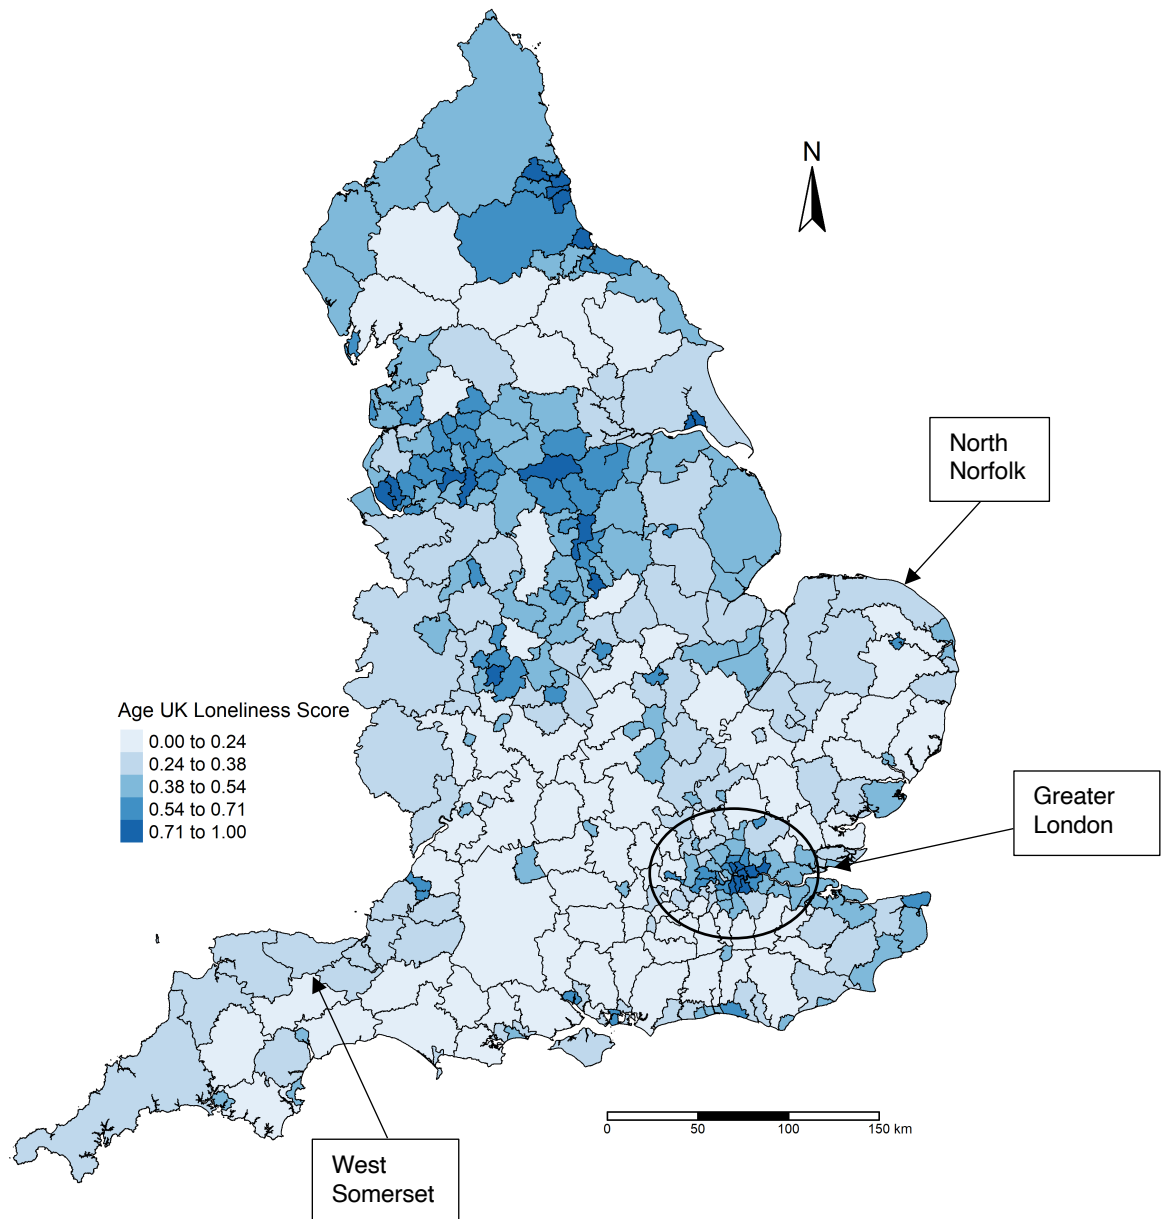 N
North
Norfolk
Age UK Loneliness Score
0.00 to 0.24
0.24 to 0.38
0.38 to 0.54
0.54 to 0.71
0.71 to 1.00
Greater
London
0 50 100 150 km
West
Somerset